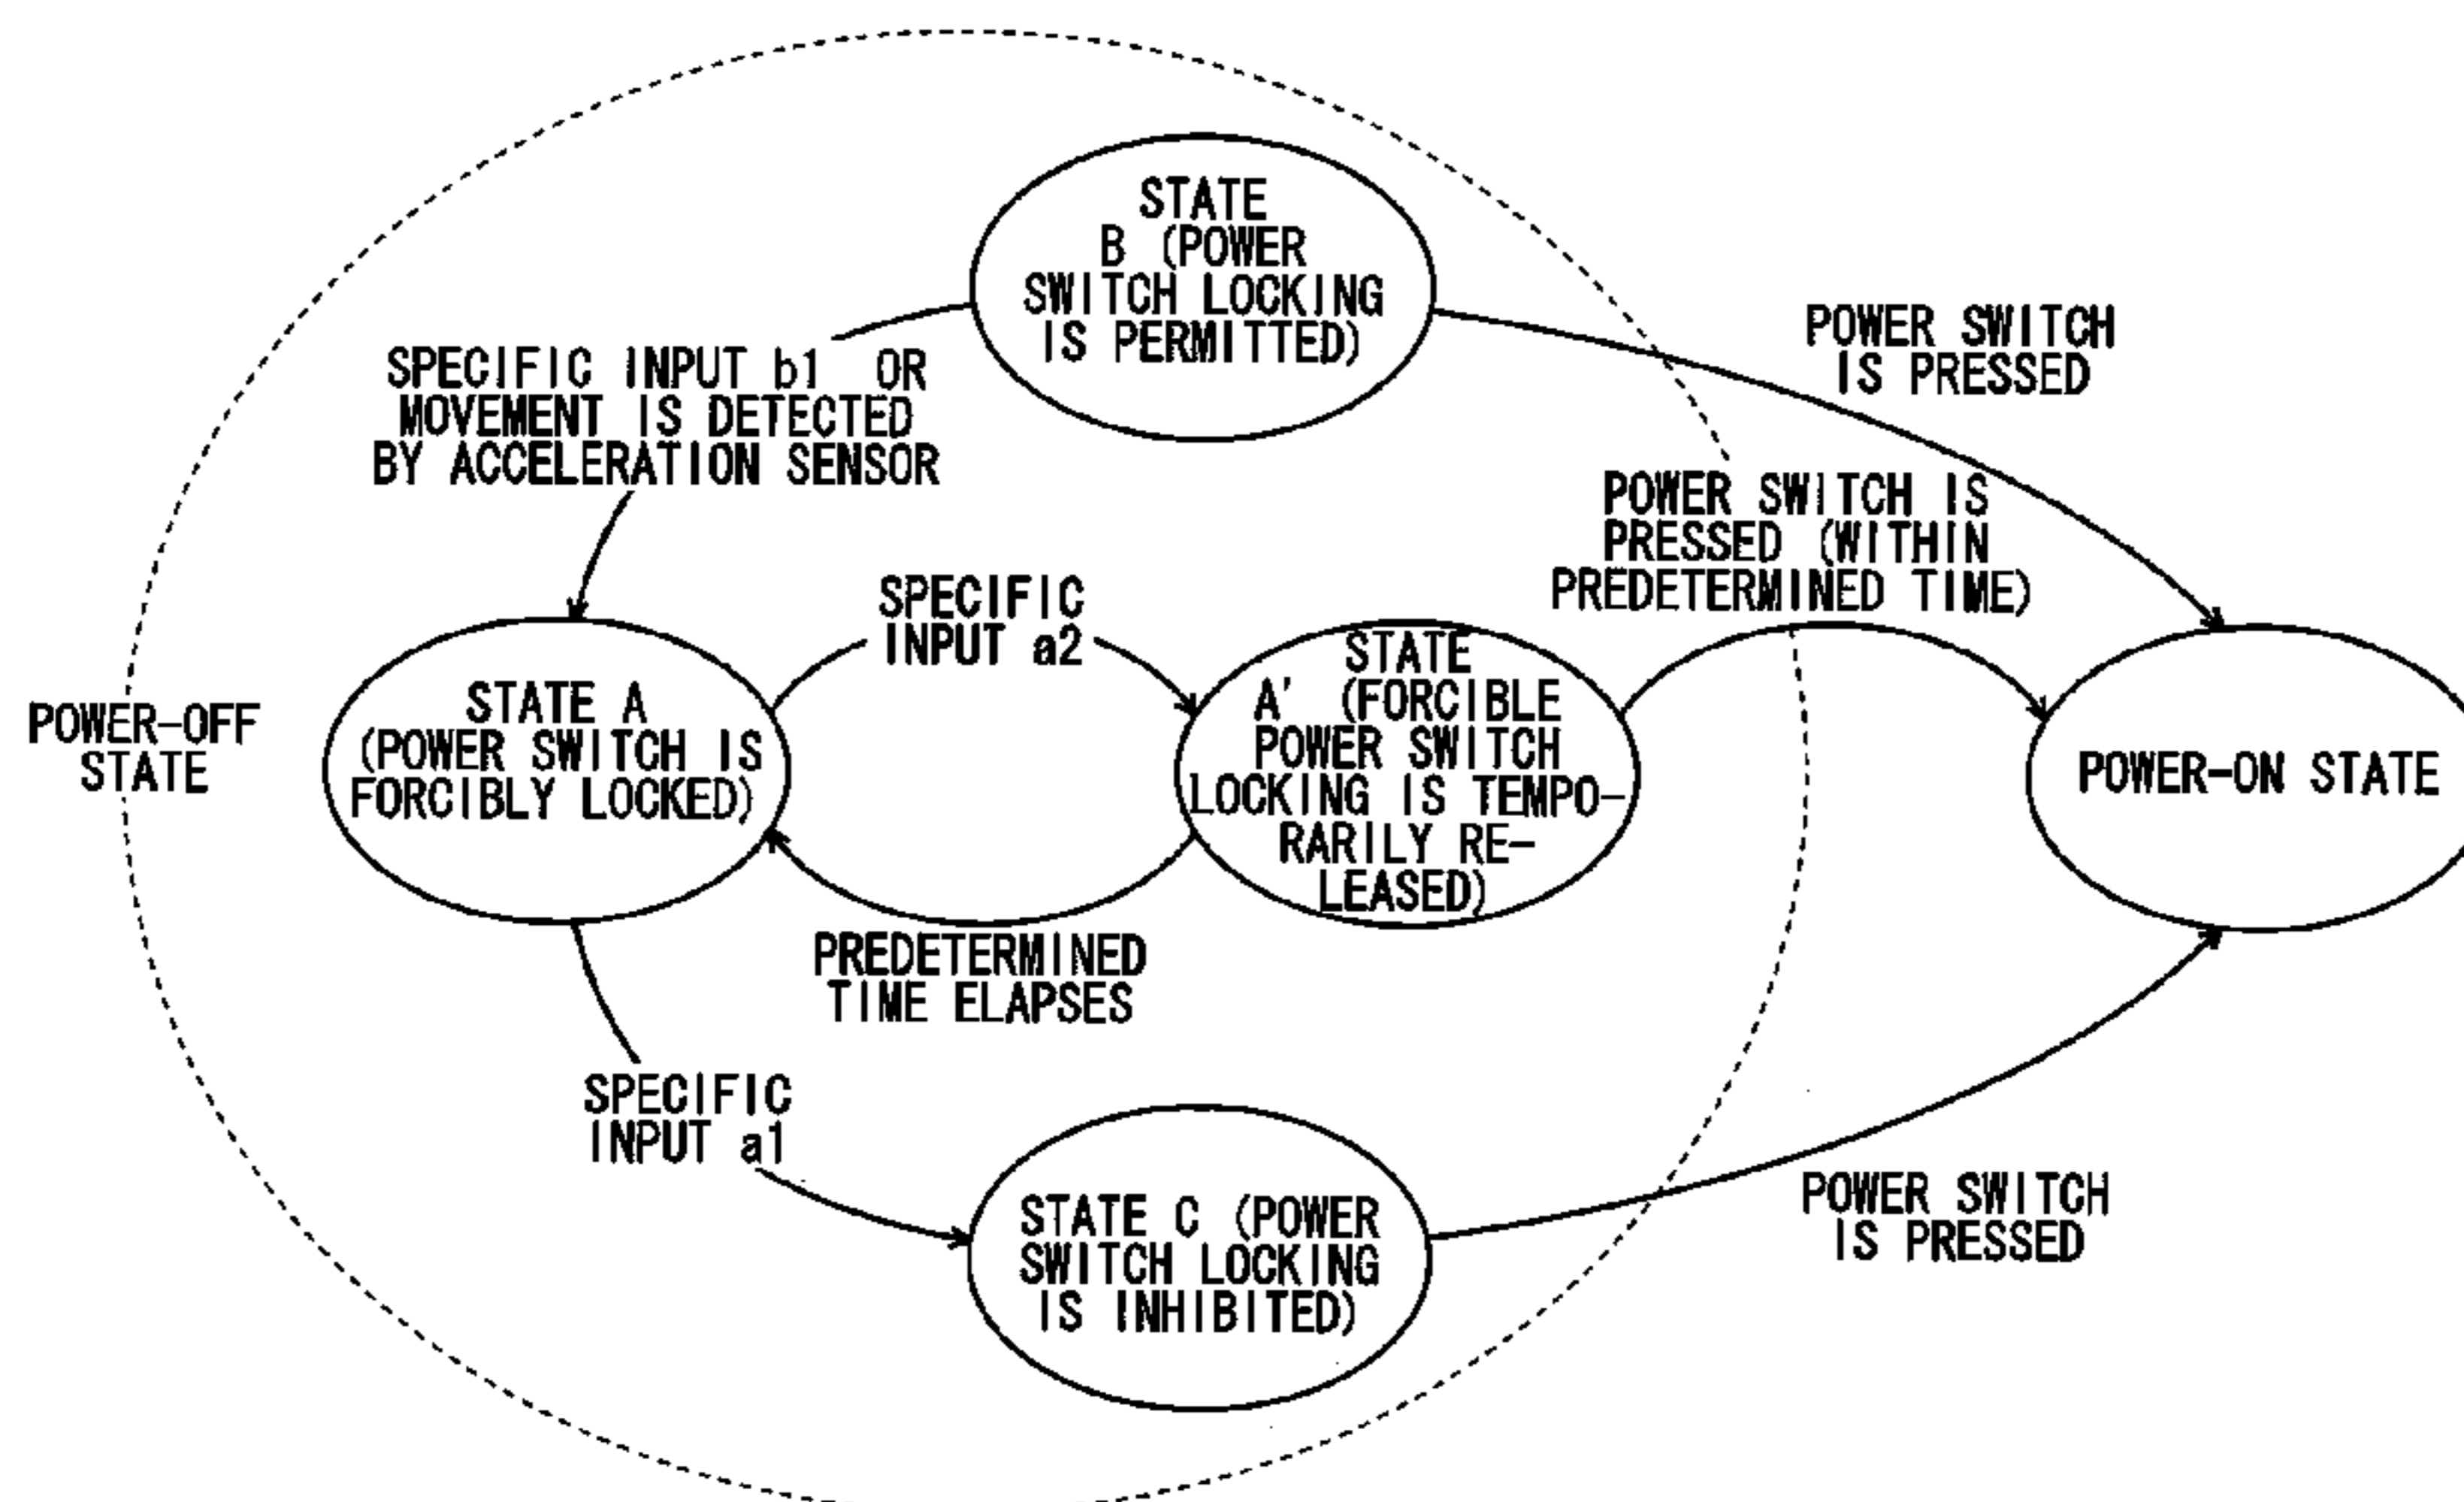 STATE
B (POWER
SWITCH LOCKING
IS PERMITTED)
POWER SWITCH
IS PRESSED
SPECIFIC INPUT b1 OR
MOVEMENT IS DETECTED
BY ACCELERATION SENSOR
POWER SWITCH IS
PRESSED (WITHIN
PREDETERMINED TIME)
SPECIFIC
INPUT a2
POWER-OFF
STATE
STATE A
(POWER SWITCH IS
FORCIBLY LOCKED)
STATE
A' (FORCIBLE
POWER SWITCH
LOCKING IS TEMPO-
RARILY RE-
LEASED)
POWER-ON STATE
PREDETERMINED
TIME ELAPSES
SPECIFIC
INPUT a1
STATE C (POWER
SWITCH LOCKING
IS INHIBITED)
POWER SWITCH
IS PRESSED